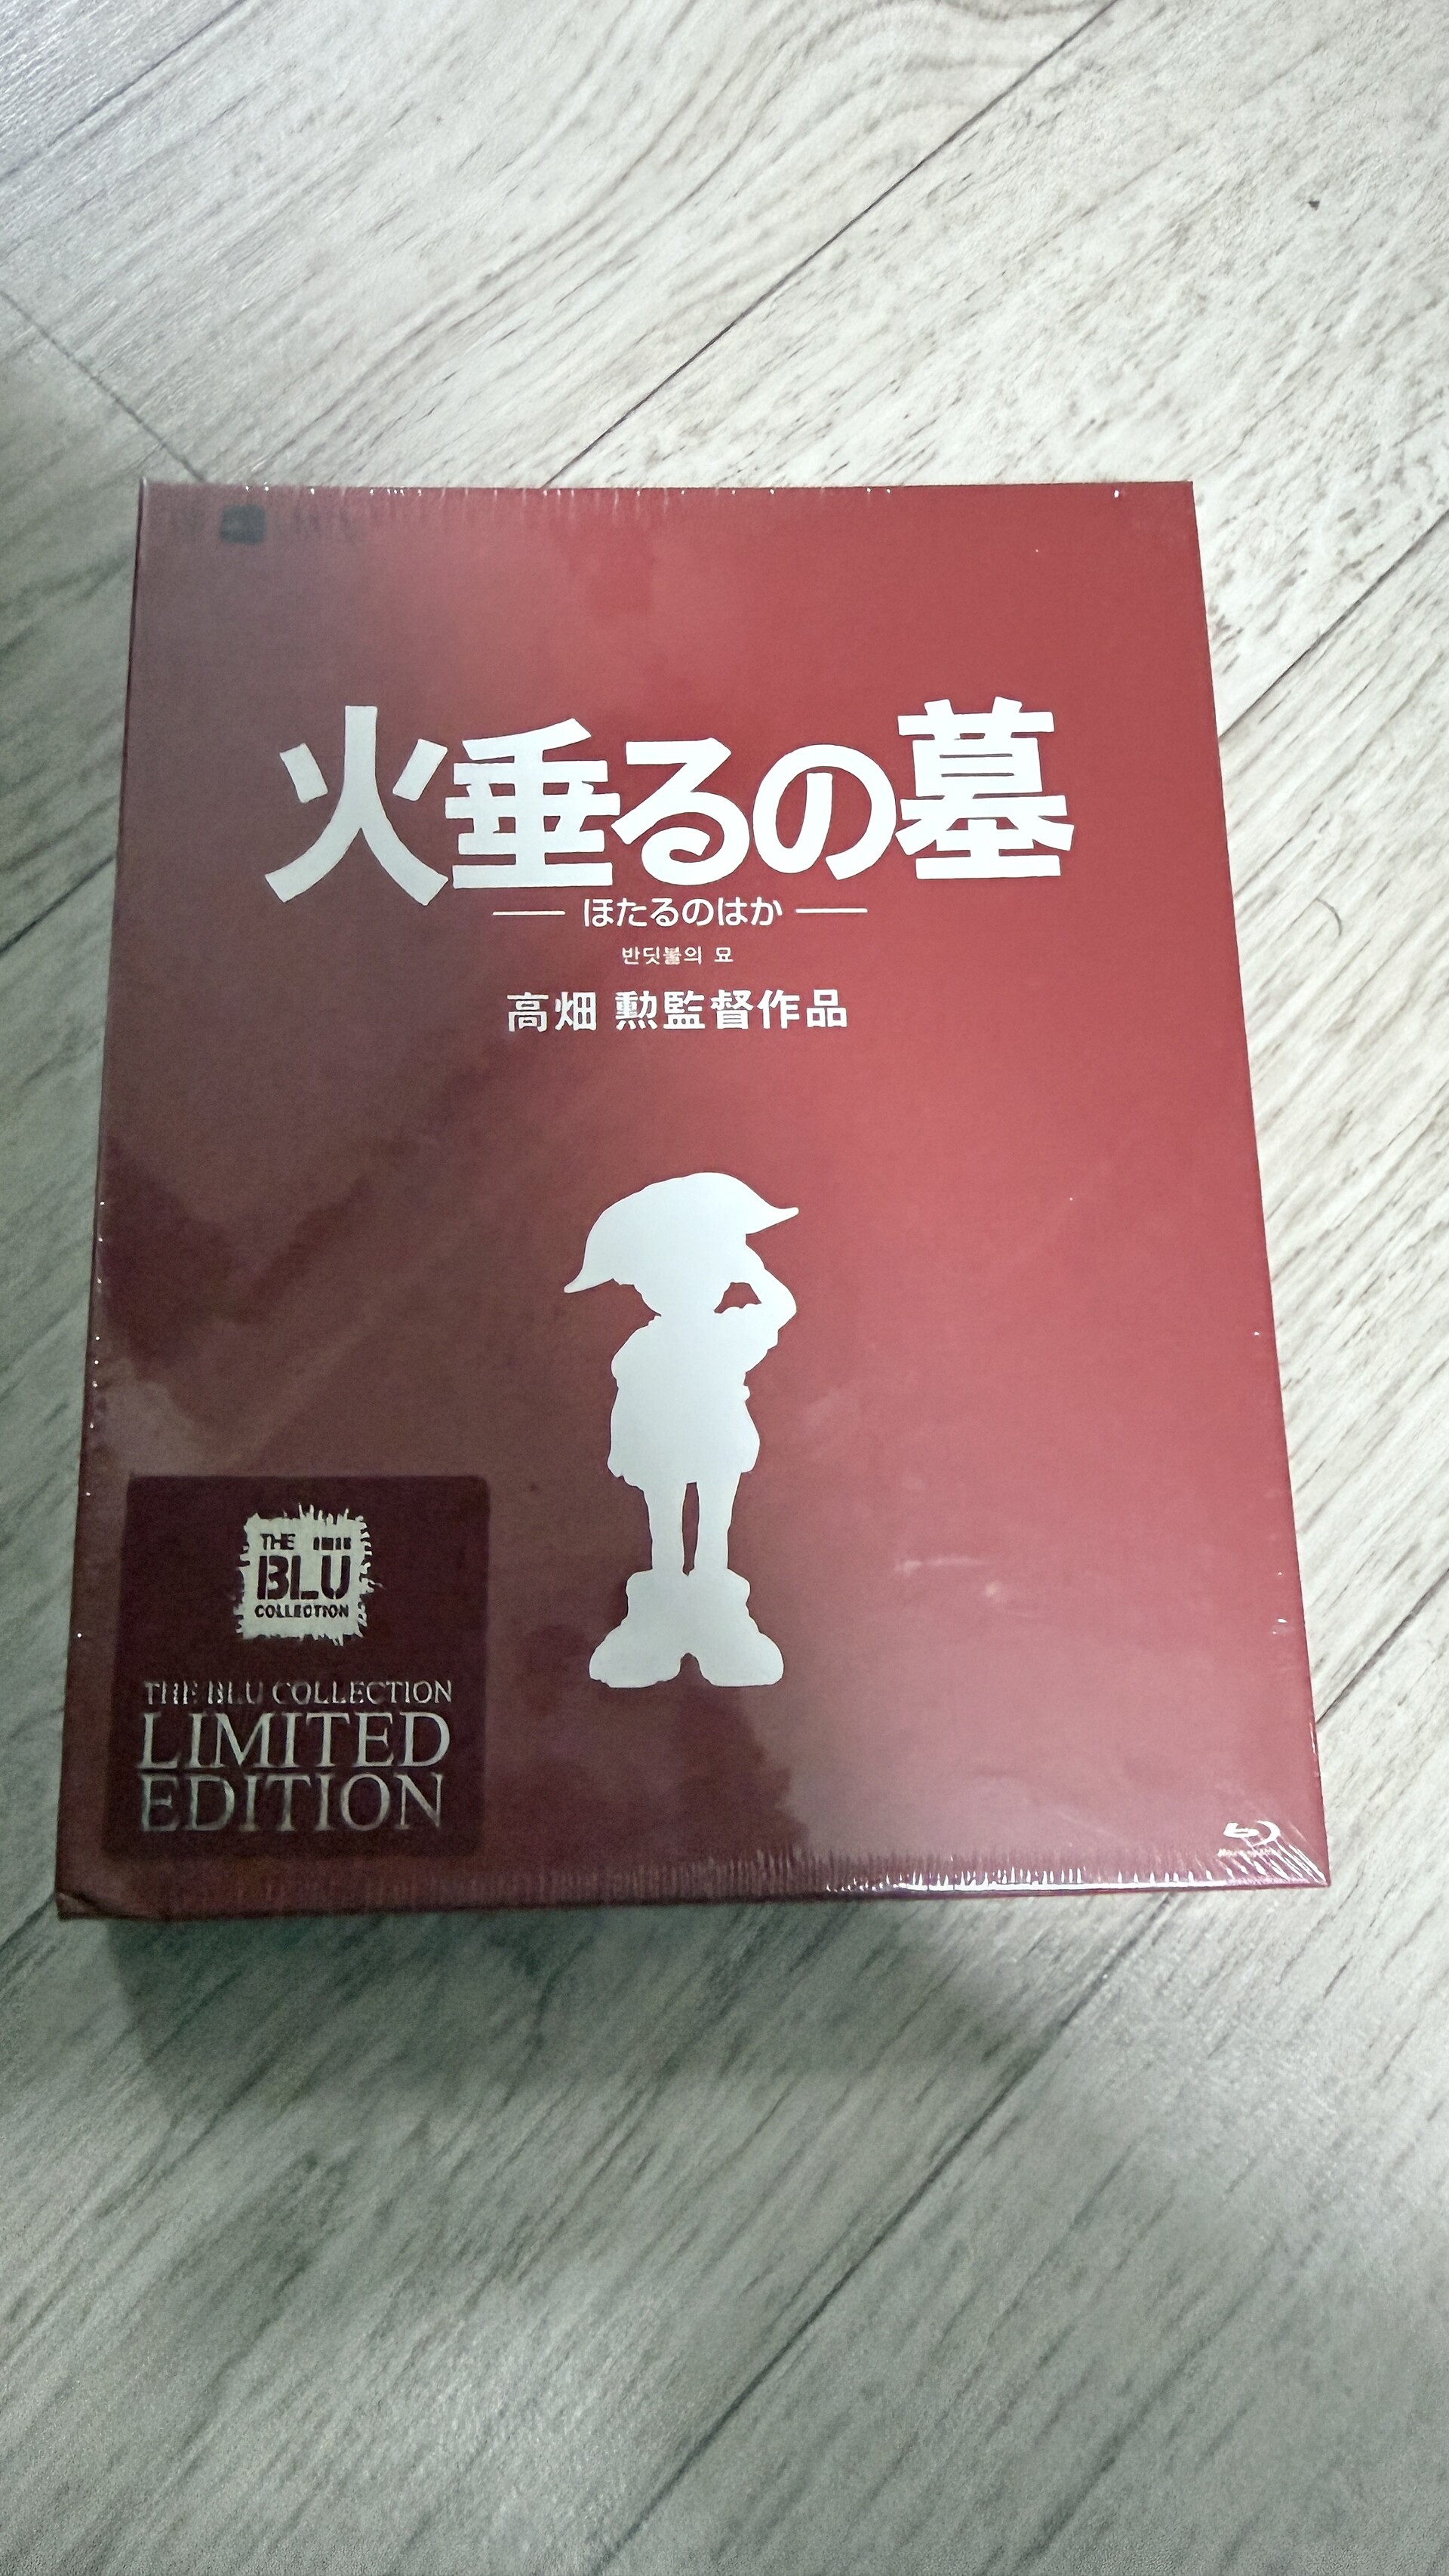 火垂るの墓
ほたるのはか
반딧불의 묘
高畑 勲監督作品
THE
BLU
COLLECTION
THE BLU COLLECTION
LIMITED
EDITION